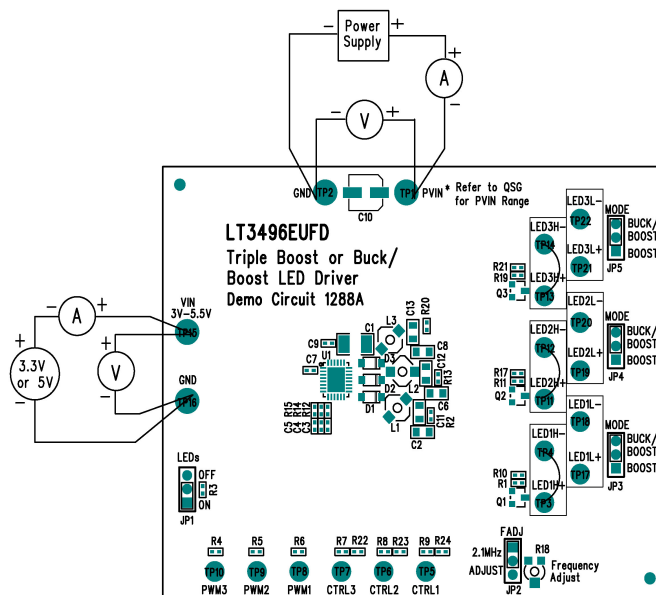 Power
Supply
− +
A
+
−
− V +
GND TP2 C10 TP1 PVIN
* Refer to QSG
for PVIN Range
LT3496EUFD
Triple Boost or Buck/
Boost LED Driver
Demo Circuit 1288A
LED3L−
TP22
LED3H−
TP14
LED3L+
TP21
LED3H+
TP13
MODE
BUCK/
BOOST
BOOST
JP5
R21
R19
Q3
LED2L−
TP20
LED2H−
TP12
LED2L+
TP19
LED2H+
TP11
MODE
BUCK/
BOOST
BOOST
JP4
R17
R11
Q2
LED1L−
TP18
LED1H−
TP4
LED1L+
TP17
LED1H+
TP3
MODE
BUCK/
BOOST
BOOST
JP3
R10
R1
Q1
VIN
3V−5.5V
TP15
− A +
+
3.3V
or 5V
−
+
V
−
GND
TP16
L3
C13
R20
C1
C9
C8
U1
D3
C12
C7
R13
D2
L2
C6
D1
L1
C11
R2
C2
R15
R14
R12
C5
C4
C3
LEDs
OFF
R3
ON
JP1
R4 R5 R6 R7 R22 R8 R23 R9 R24
TP10 TP9 TP8 TP7 TP6 TP5
PWM3 PWM2 PWM1 CTRL3 CTRL2 CTRL1
FADJ
2.1MHz
ADJUST
JP2
R18
Frequency
Adjust